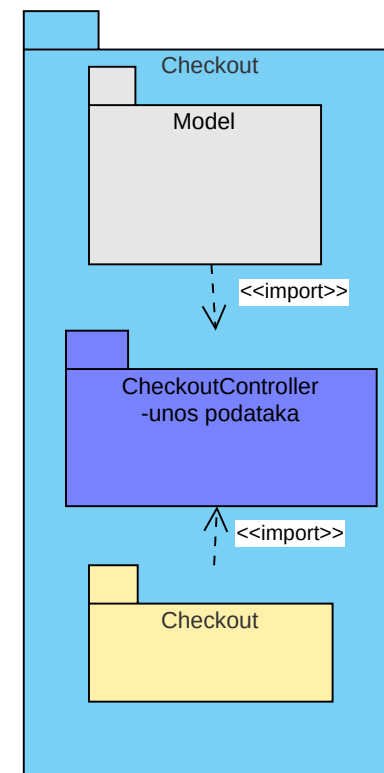 Checkout
Model
<<import>>
CheckoutController
-unos podataka
<<import>>
Checkout